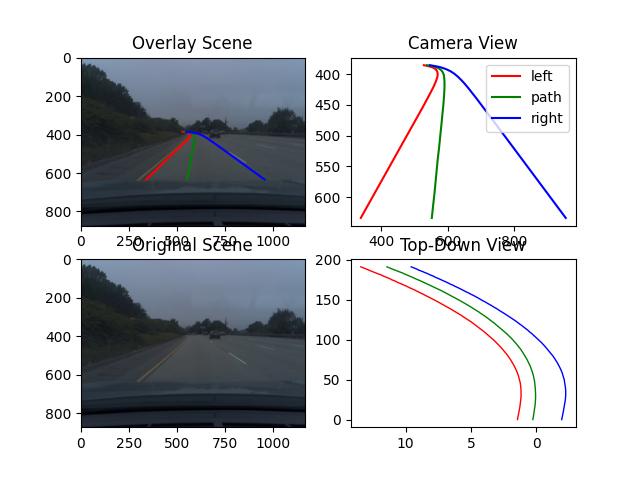 Overlay Scene
0
200
400
600
800
0 250 500 750 1000
Camera View
400
450
500
550
600
400 600 800
left
path
right
Original Scene
0
200
400
600
800
0 250 500 750 1000
Top-Down View
200
150
100
50
0
10 5 0